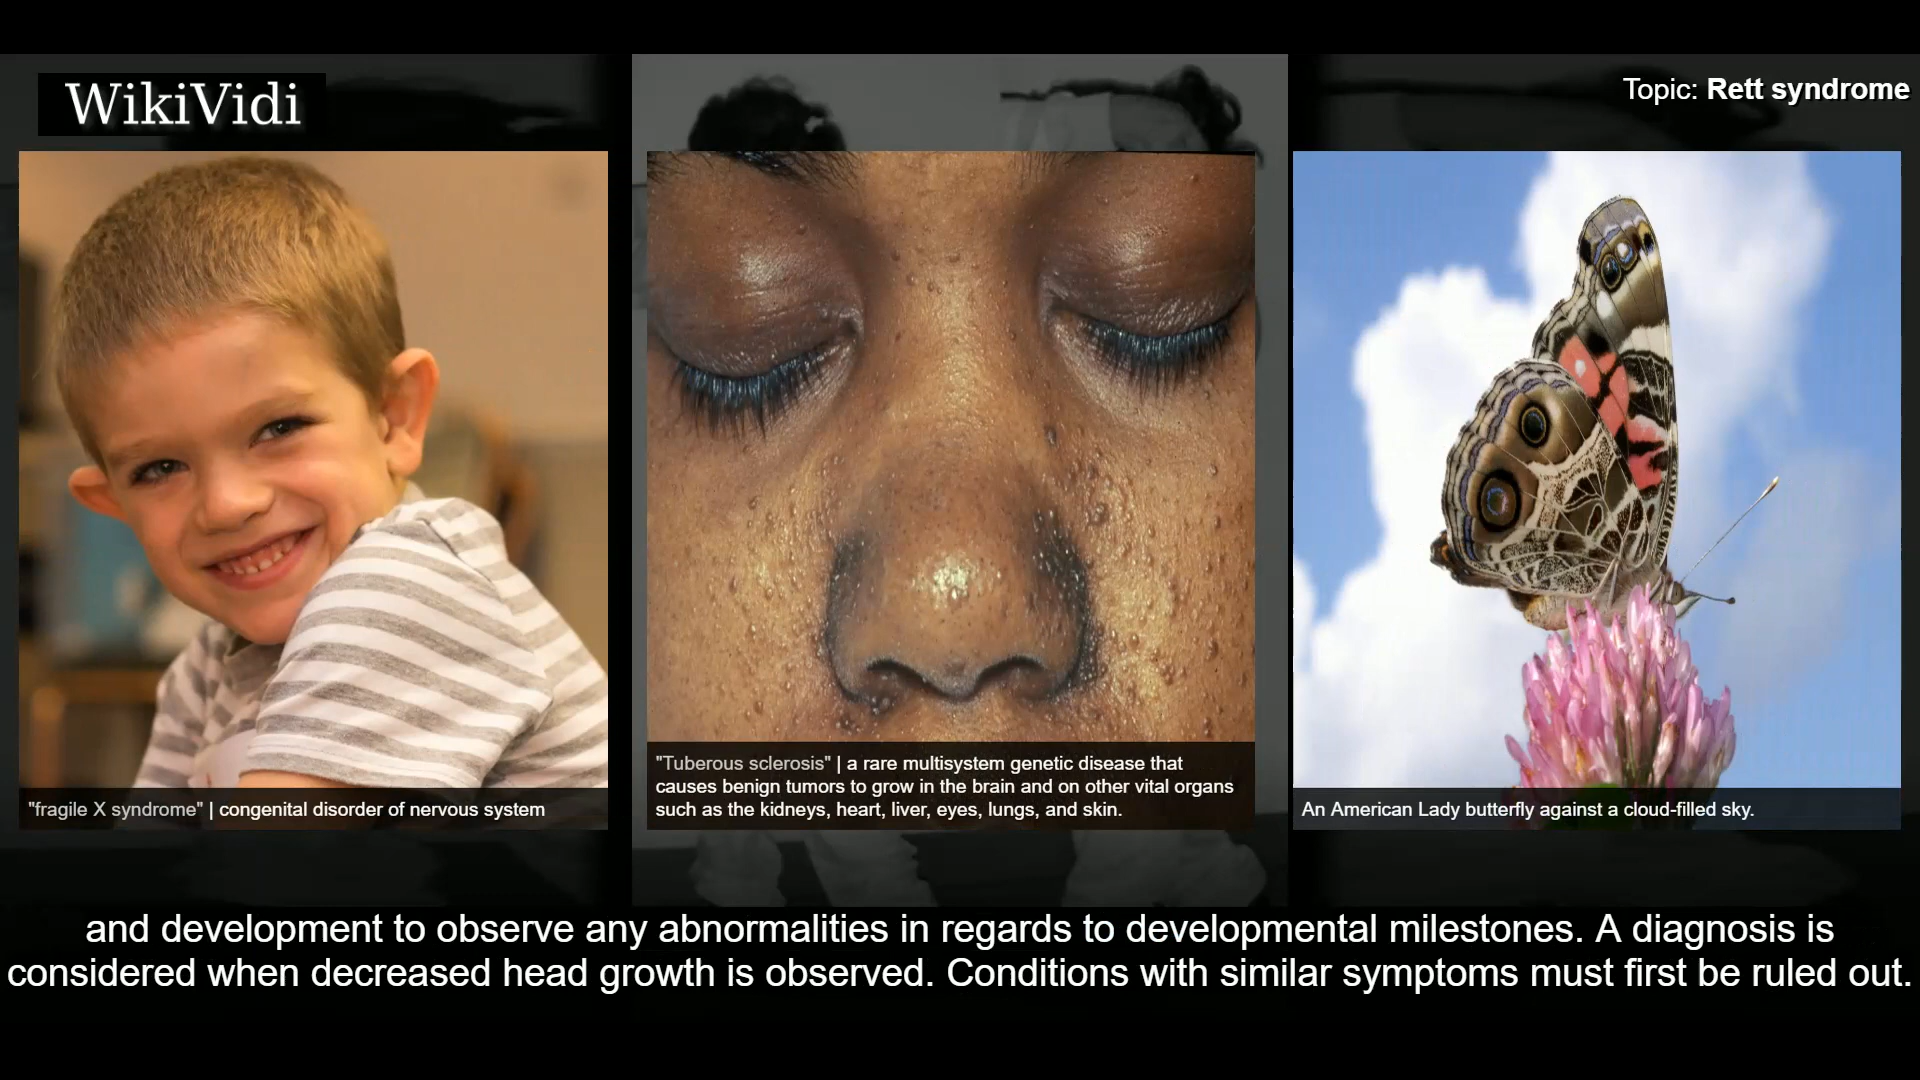 WikiVidi
Topic: Rett syndrome
"fragile X syndrome" | congenital disorder of nervous system
"Tuberous sclerosis" | a rare multisystem genetic disease that
causes benign tumors to grow in the brain and on other vital organs
such as the kidneys, heart, liver, eyes, lungs, and skin.
An American Lady butterfly against a cloud-filled sky.
and development to observe any abnormalities in regards to developmental milestones. A diagnosis is
considered when decreased head growth is observed. Conditions with similar symptoms must first be ruled out.